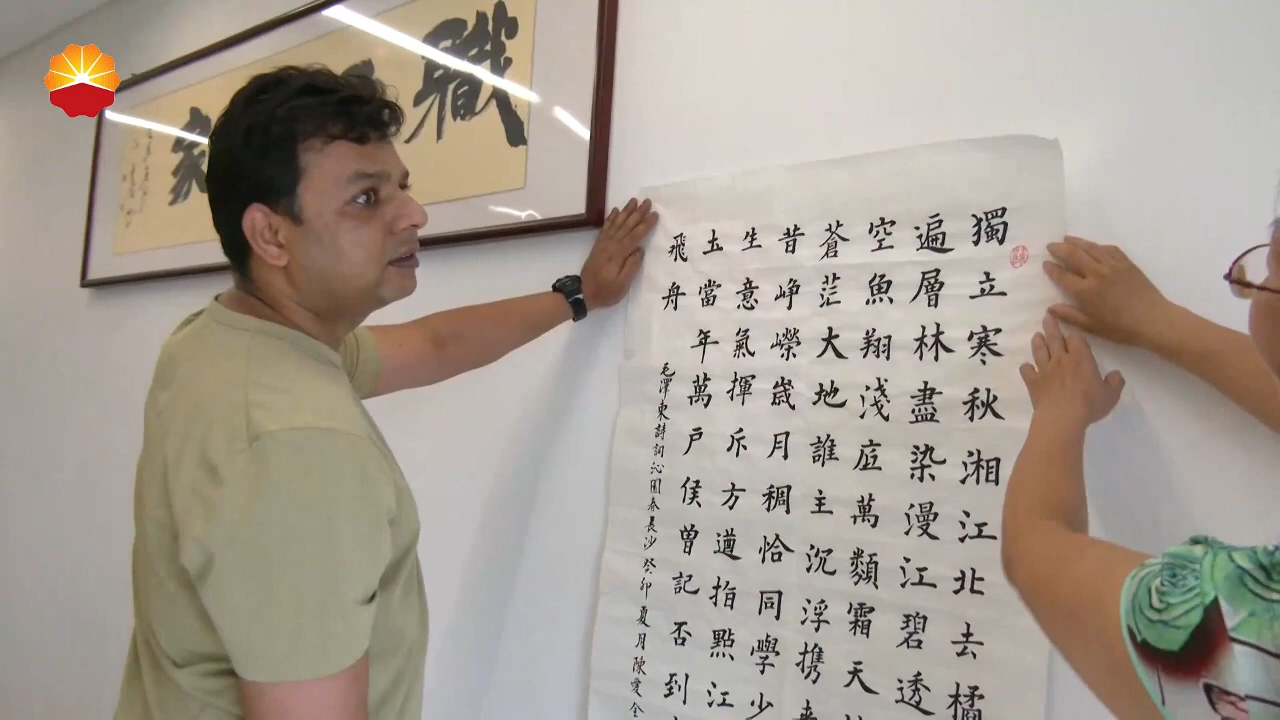 職
家
獨立寒秋湘江北去橘
遍層林盡染漫江碧透
空魚翔淺底萬類霜天
蒼茫大地誰主沉浮携
昔崢嶸歲月稠恰同學少
生意氣揮斥方遒指點江
土當年萬戶侯曾記否到
飛舟
毛澤東詩詞沁園春長沙癸卯夏月陳